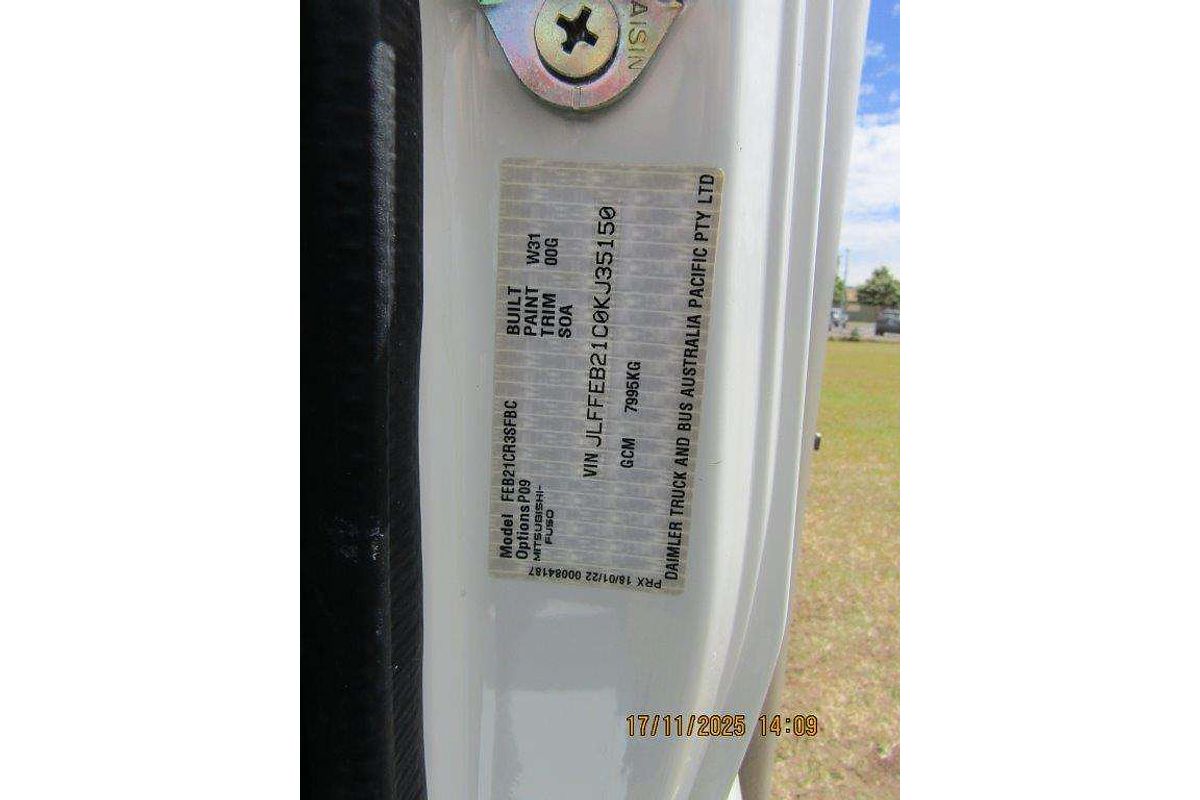 AISIN
Model FEB21CR3SFBC
Options P09
MITSUBISHI-
FUSO
BUILT
PAINT W31
TRIM 00G
SOA
VIN JLFFEB21C0KJ35150
GCM 7995KG
DAIMLER TRUCK AND BUS AUSTRALIA PACIFIC PTY LTD
PRX 18/01/22 00084187
17/11/2025 14:09